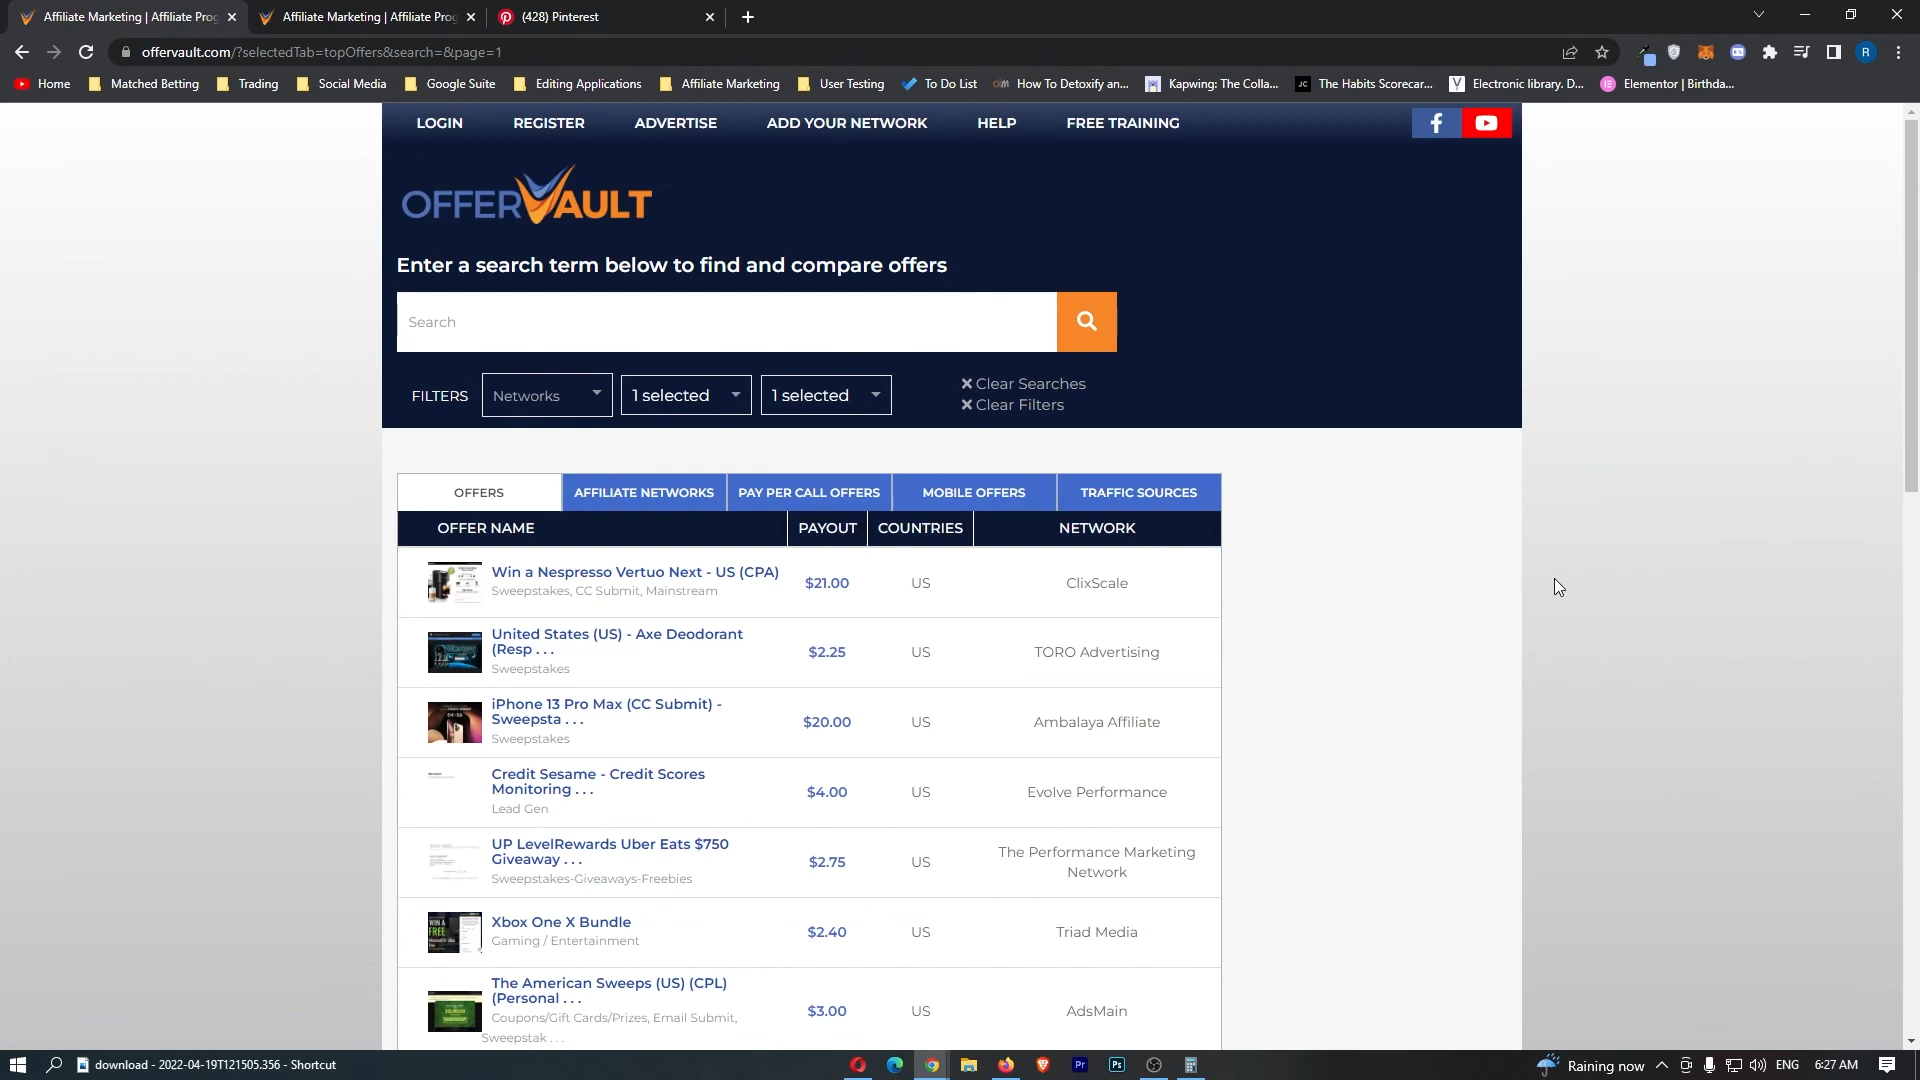 Affiliate Marketing | Affiliate Prog
Affiliate Marketing | Affiliate Prog
(428) Pinterest
offervault.com/?selectedTab=topOffers&search=&page=1
Home
Matched Betting
Trading
Social Media
Google Suite
Editing Applications
Affiliate Marketing
User Testing
To Do List
How To Detoxify an...
Kapwing: The Colla...
JC
The Habits Scorecar...
Electronic library. D...
Elementor | Birthda...
R
LOGIN
REGISTER
ADVERTISE
ADD YOUR NETWORK
HELP
FREE TRAINING
OFFERVAULT
Enter a search term below to find and compare offers
Search
FILTERS
Networks
1 selected
1 selected
Clear Searches
Clear Filters
OFFERS
AFFILIATE NETWORKS
PAY PER CALL OFFERS
MOBILE OFFERS
TRAFFIC SOURCES
OFFER NAME
PAYOUT
COUNTRIES
NETWORK
Win a Nespresso Vertuo Next - US (CPA)
Sweepstakes, CC Submit, Mainstream
$21.00
US
ClixScale
United States (US) - Axe Deodorant
(Resp . . .
Sweepstakes
$2.25
US
TORO Advertising
iPhone 13 Pro Max (CC Submit) -
Sweepsta . . .
Sweepstakes
$20.00
US
Ambalaya Affiliate
Credit Sesame - Credit Scores
Monitoring . . .
Lead Gen
$4.00
US
Evolve Performance
UP LevelRewards Uber Eats $750
Giveaway . . .
Sweepstakes-Giveaways-Freebies
$2.75
US
The Performance Marketing
Network
WIN A
FREE
Xbox One X Bundle
Gaming / Entertainment
$2.40
US
Triad Media
The American Sweeps (US) (CPL)
(Personal . . .
Coupons/Gift Cards/Prizes, Email Submit,
Sweepstak . . .
$3.00
US
AdsMain
download - 2022-04-19T121505.356 - Shortcut
Pr
Ps
Raining now
ENG
6:27 AM